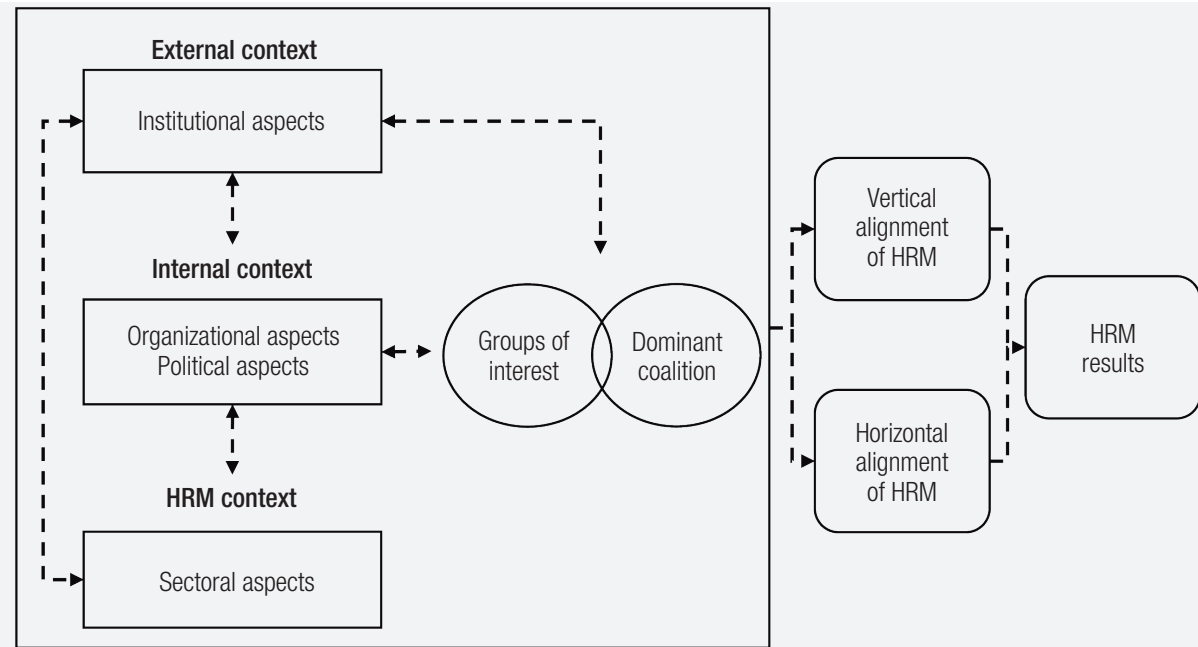 External context
Institutional aspects
Internal context
Organizational aspects
Political aspects
HRM context
Sectoral aspects
Groups of
interest
Dominant
coalition
Vertical
alignment
of HRM
Horizontal
alignment
of HRM
HRM
results